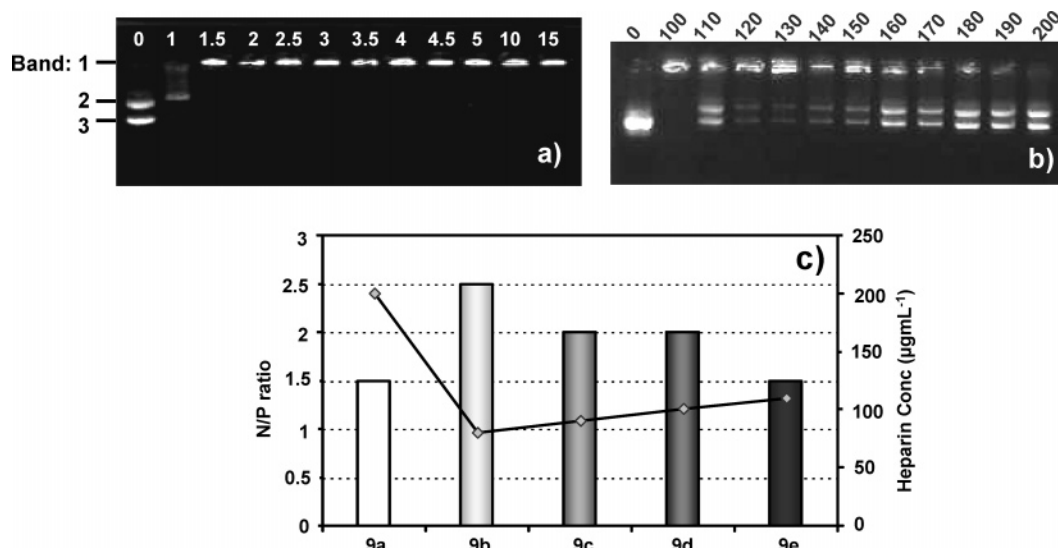 0 1 1.5 2 2.5 3 3.5 4 4.5 5 10 15
Band: 1
2
3
a)
0 100 110 120 130 140 150 160 170 180 190 200
b)
c)
3
2.5
2
1.5
1
0.5
0
N/P ratio
250
200
150
100
50
0
Heparin Conc (µgmL⁻¹)
9a 9b 9c 9d 9e